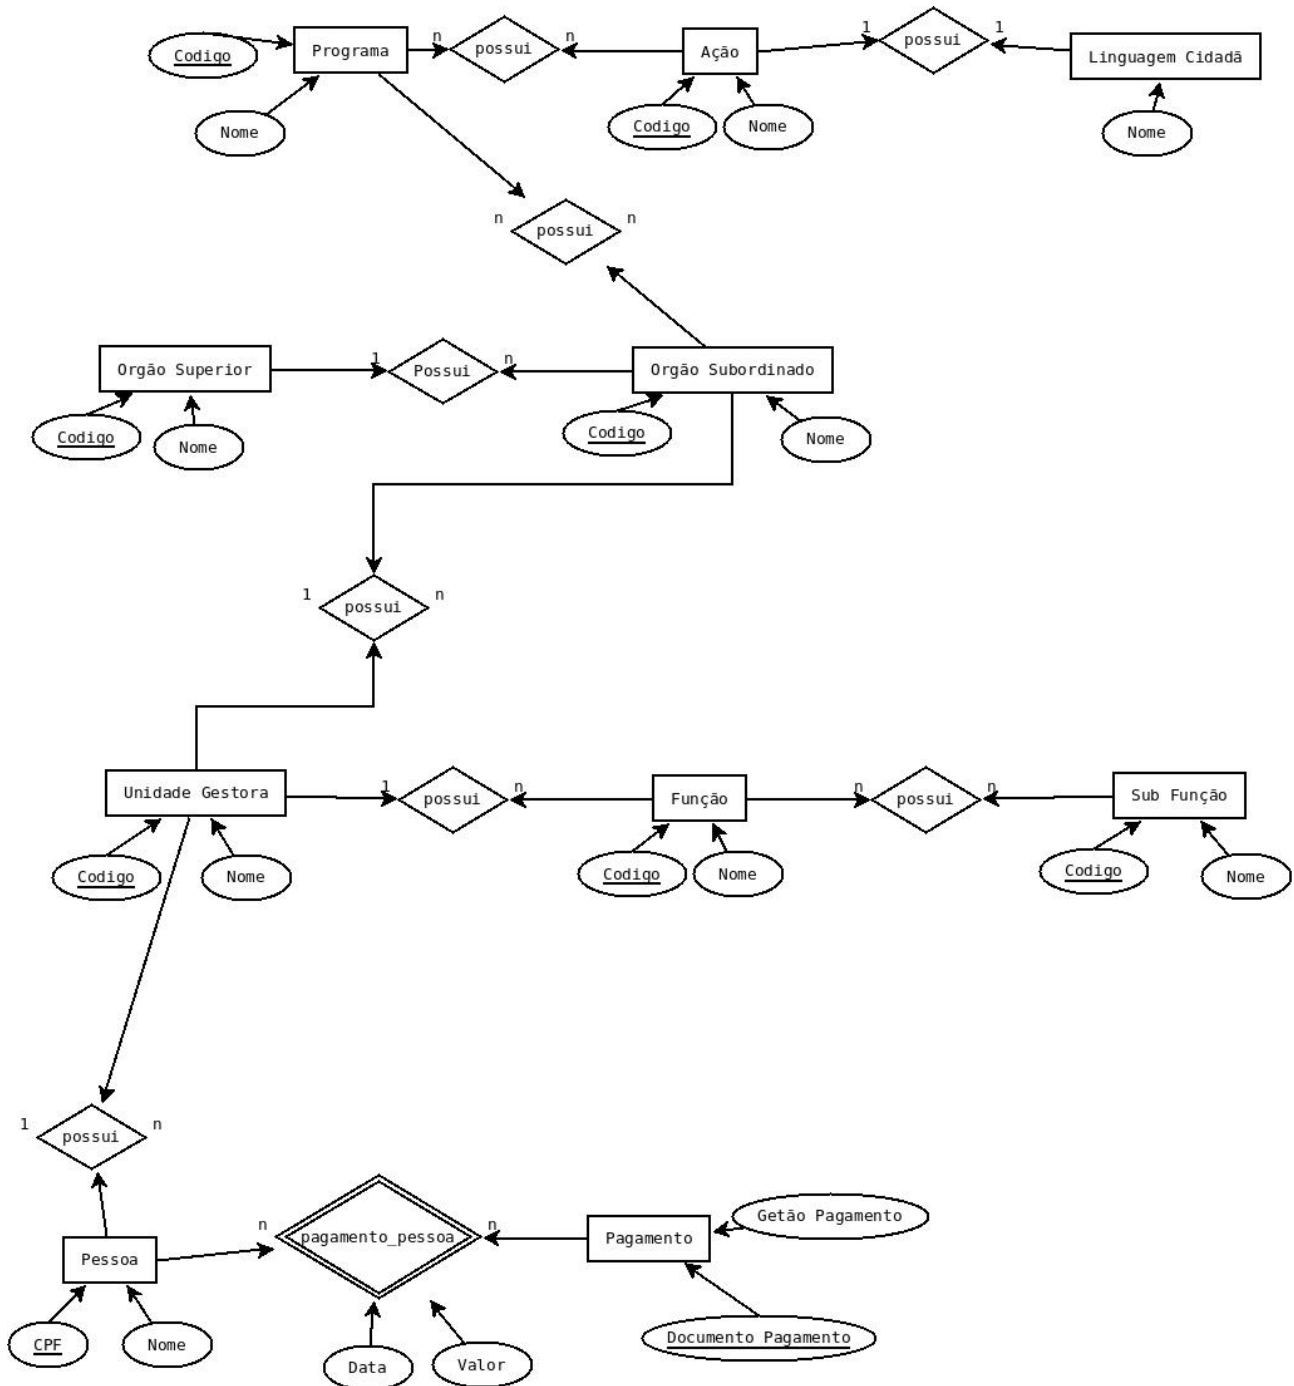 Codigo
Programa
n
possui
n
Ação
1
possui
1
Linguagem Cidadã
Nome
Codigo
Nome
Nome
n
possui
n
Orgão Superior
1
Possui
n
Orgão Subordinado
Codigo
Nome
Codigo
Nome
1
possui
n
Unidade Gestora
1
possui
n
Função
n
possui
n
Sub Função
Codigo
Nome
Codigo
Nome
Codigo
Nome
1
possui
n
Pessoa
n
pagamento_pessoa
n
Pagamento
Getão Pagamento
Documento Pagamento
CPF
Nome
Data
Valor